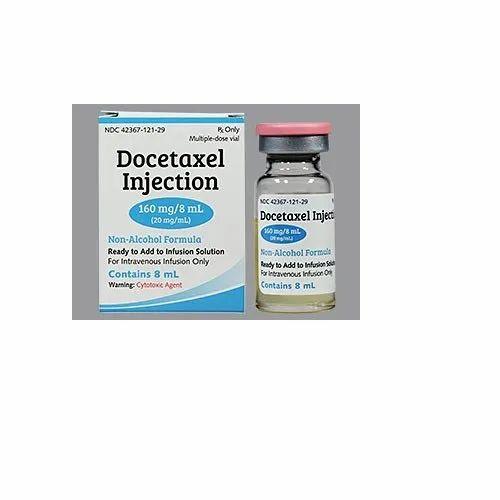 NDC 42367-121-29
Rx Only
Multiple-dose vial
Docetaxel
Injection
160 mg/8 mL
(20 mg/mL)
Non-Alcohol Formula
Ready to Add to Infusion Solution
For Intravenous Infusion Only
Contains 8 mL
Warning: Cytotoxic Agent
NDC 42367-121-29
Docetaxel Inject
160 mg/8 mL
(20 mg/mL)
Non-Alcohol Formula
Ready to Add to Infusion Solution
For Intravenous Infusion Only
Contains 8 mL